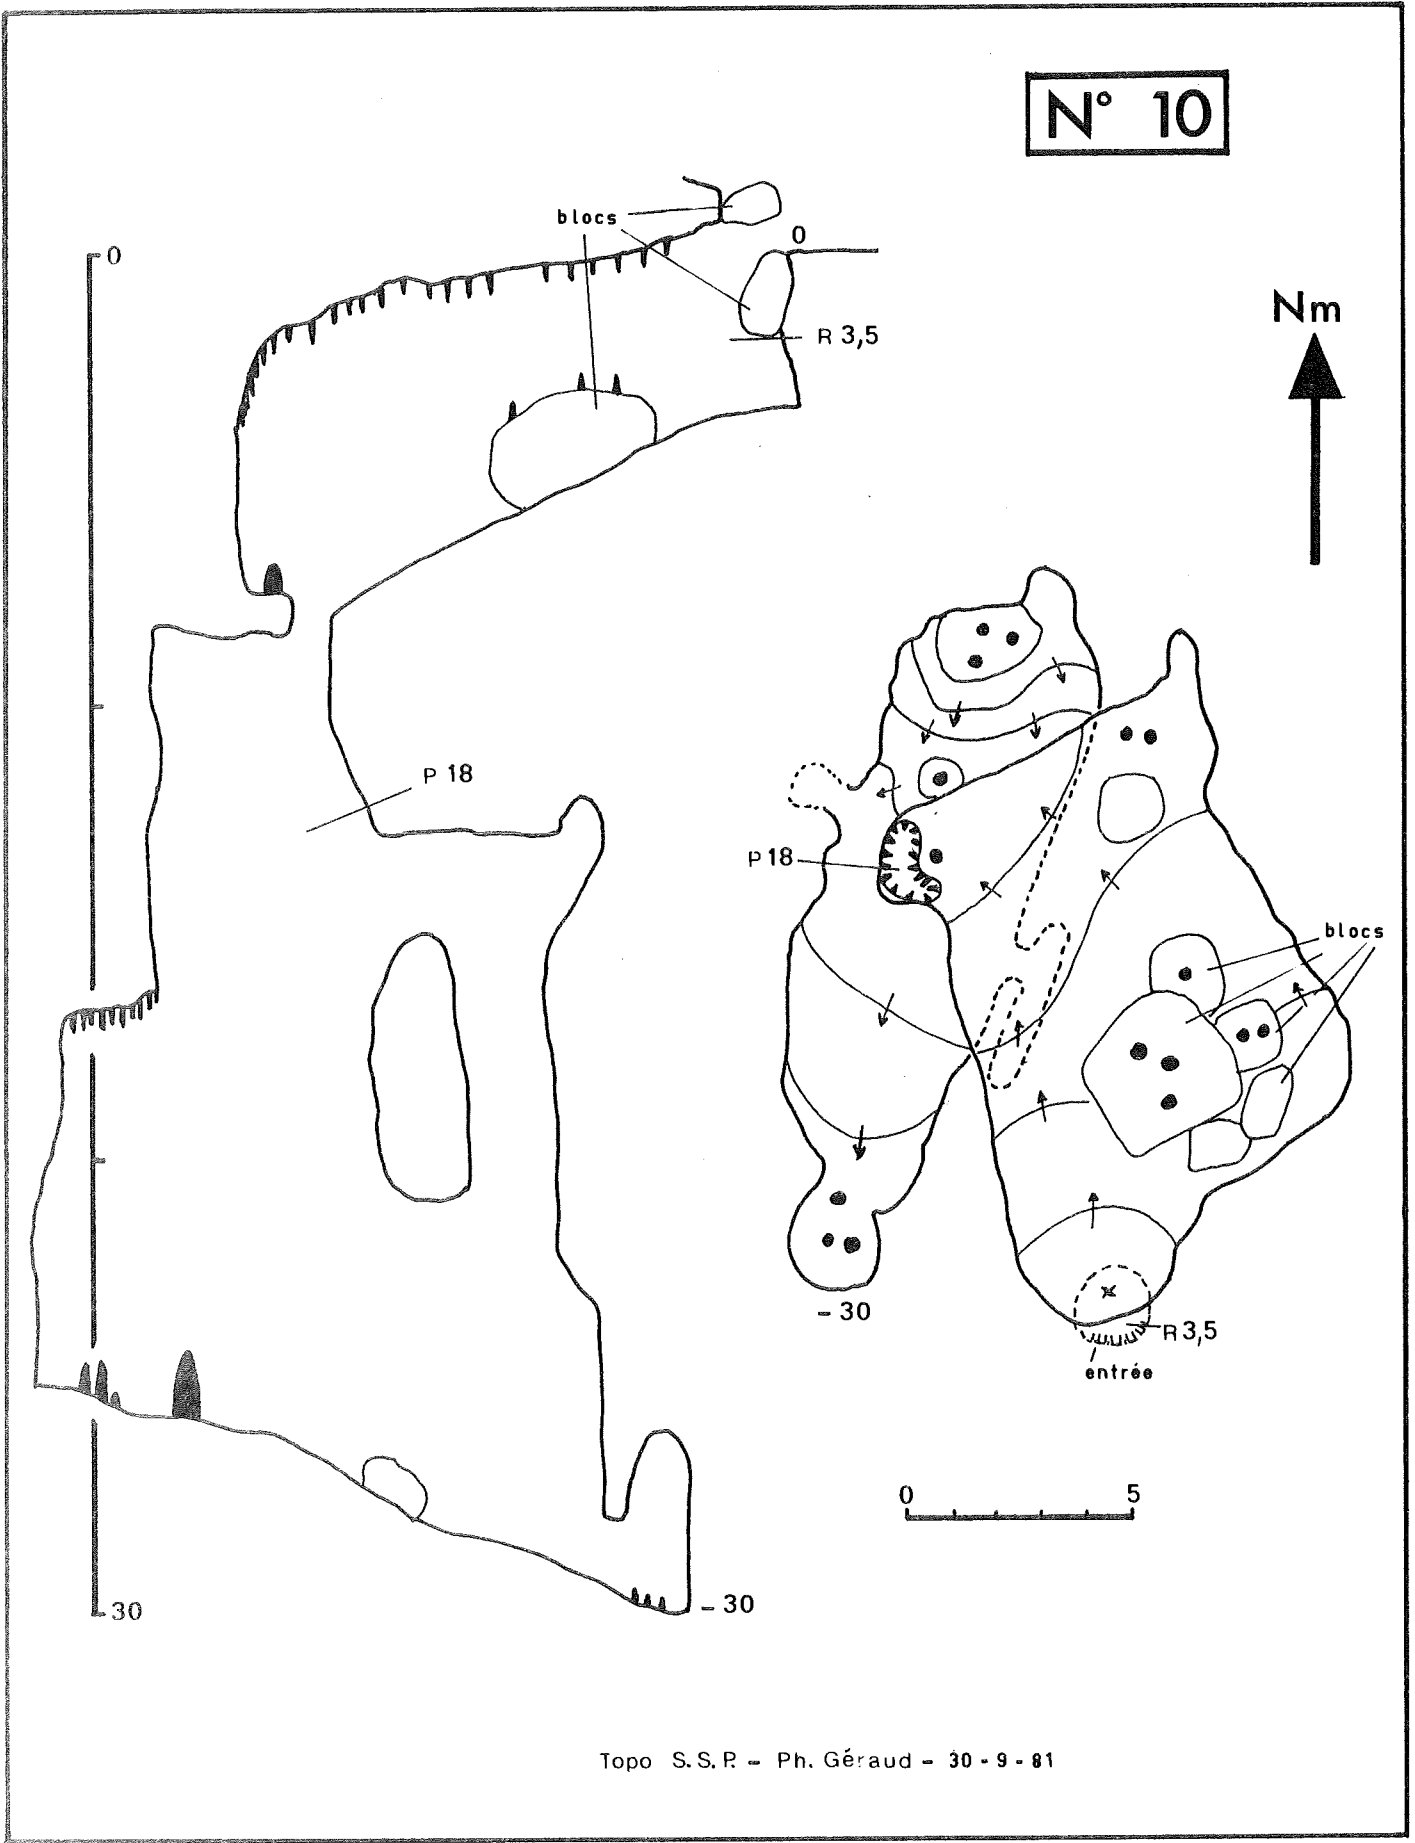 N° 10
blocs
0
0
R 3,5
Nm
P 18
P 18
blocs
- 30
R 3,5
entrée
0 5
30
- 30
Topo S.S.P. - Ph. Géraud - 30-9-81